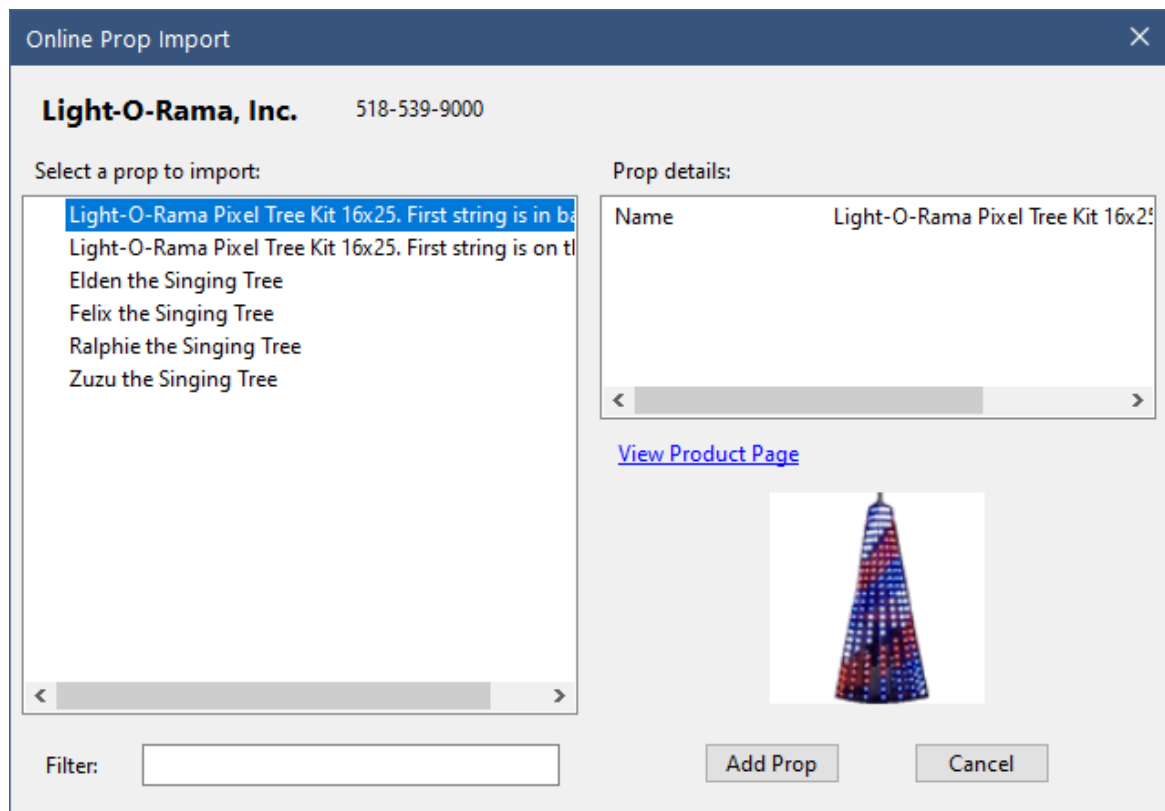 Online Prop Import
Light-O-Rama, Inc. 518-539-9000
Select a prop to import:
Light-O-Rama Pixel Tree Kit 16x25. First string is in ba
Light-O-Rama Pixel Tree Kit 16x25. First string is on tl
Elden the Singing Tree
Felix the Singing Tree
Ralphie the Singing Tree
Zuzu the Singing Tree
Filter:
Prop details:
Name Light-O-Rama Pixel Tree Kit 16x25
View Product Page
Add Prop Cancel